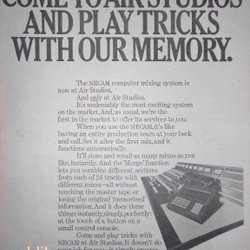 COME TO AIR STUDIOS
AND PLAY TRICKS
WITH OUR MEMORY.
The NECAM computer mixing system is
now at Air Studios.
And only at Air Studios.
It's undeniably the most exciting system
on the market. And, as usual, we're the
first in the market to offer its services to you.
When you use the NECAM, it's like
having an entire production team at your beck
and call. Set it after the first mix, and it
functions automatically.
It'll store and recall as many mixes as you
like, instantly. And the 'Merge' function
lets you combine different sections
from each of 24 tracks with
different mixes–all without
touching the master tape or
losing the original 'memorised'
information. And it does these
things instantly, simply, perfectly:
at the touch of a button on a
small control console.
Come and play tricks with
NECAM at Air Studios. It doesn't do